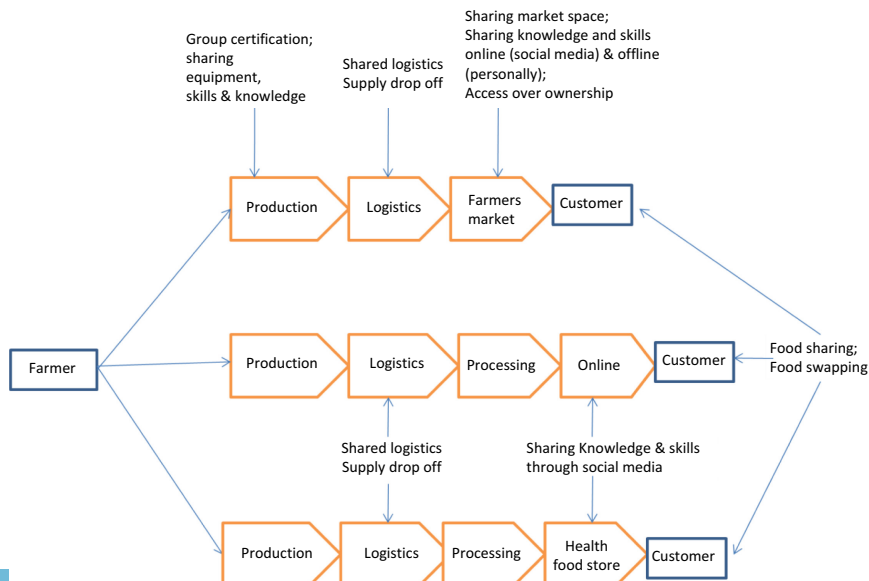 Group certification;
sharing
equipment,
skills & knowledge
Shared logistics
Supply drop off
Sharing market space;
Sharing knowledge and skills
online (social media) & offline
(personally);
Access over ownership
Production
Logistics
Farmers
market
Customer
Farmer
Production
Logistics
Processing
Online
Customer
Food sharing;
Food swapping
Shared logistics
Supply drop off
Sharing Knowledge & skills
through social media
Production
Logistics
Processing
Health
food store
Customer